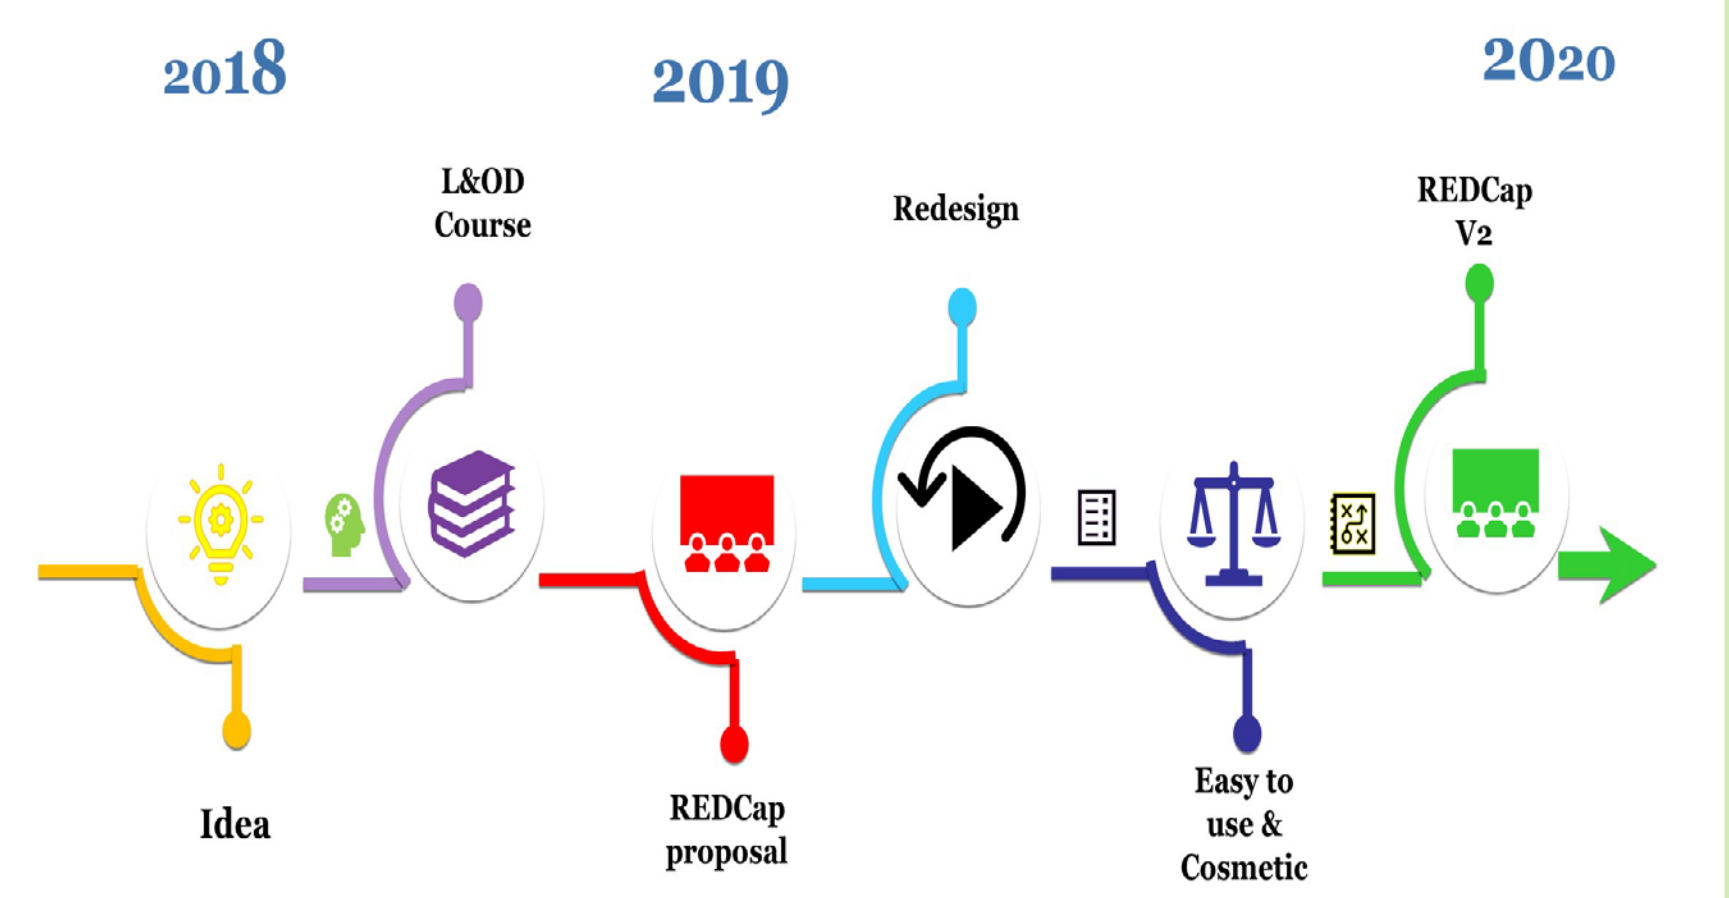 2018
2019
2020
L&OD
Course
Redesign
REDCap
V2
Idea
REDCap
proposal
Easy to
use &
Cosmetic